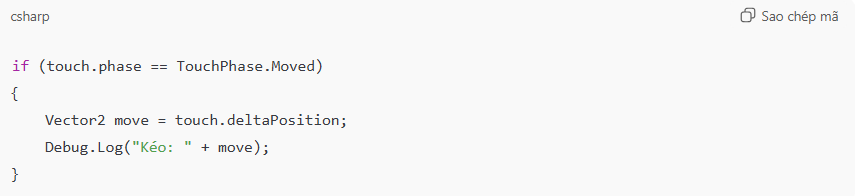 csharp
Sao chép mã
if (touch.phase == TouchPhase.Moved)
{
    Vector2 move = touch.deltaPosition;
    Debug.Log("Kéo: " + move);
}